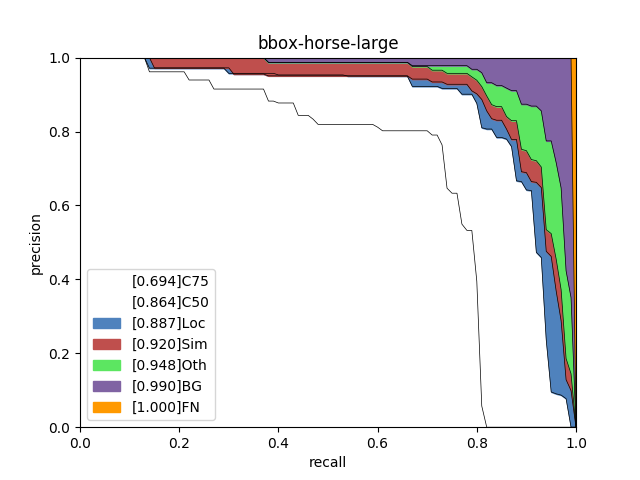 bbox-horse-large
1.0
0.8
0.6
0.4
0.2
0.0
precision
[0.694]C75
[0.864]C50
[0.887]Loc
[0.920]Sim
[0.948]Oth
[0.990]BG
[1.000]FN
0.0 0.2 0.4 0.6 0.8 1.0
recall